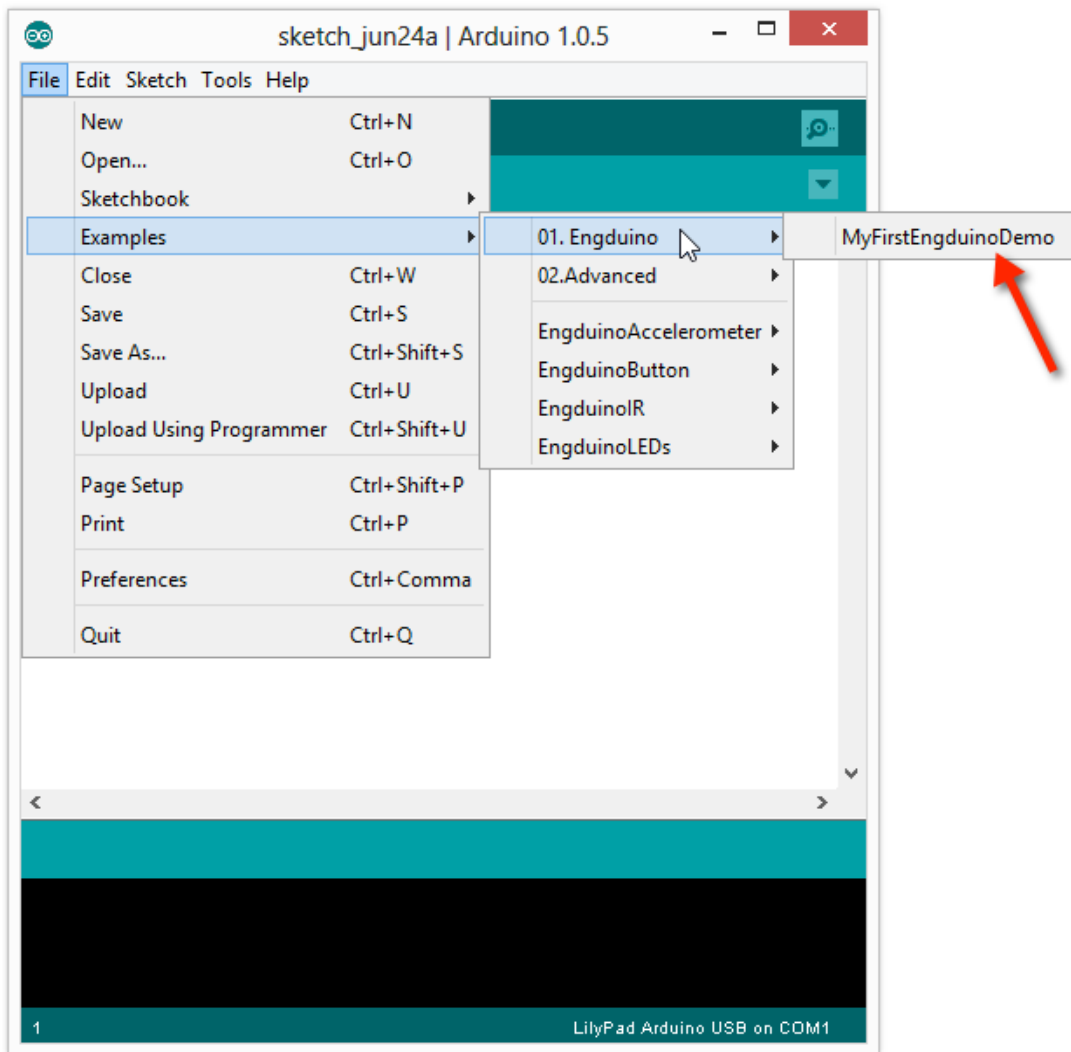 sketch_jun24a | Arduino 1.0.5
File Edit Sketch Tools Help
New Ctrl+N
Open... Ctrl+O
Sketchbook
Examples
Close Ctrl+W
Save Ctrl+S
Save As... Ctrl+Shift+S
Upload Ctrl+U
Upload Using Programmer Ctrl+Shift+U
Page Setup Ctrl+Shift+P
Print Ctrl+P
Preferences Ctrl+Comma
Quit Ctrl+Q
01. Engduino
02.Advanced
EngduinoAccelerometer
EngduinoButton
EngduinoIR
EngduinoLEDs
MyFirstEngduinoDemo
1 LilyPad Arduino USB on COM1